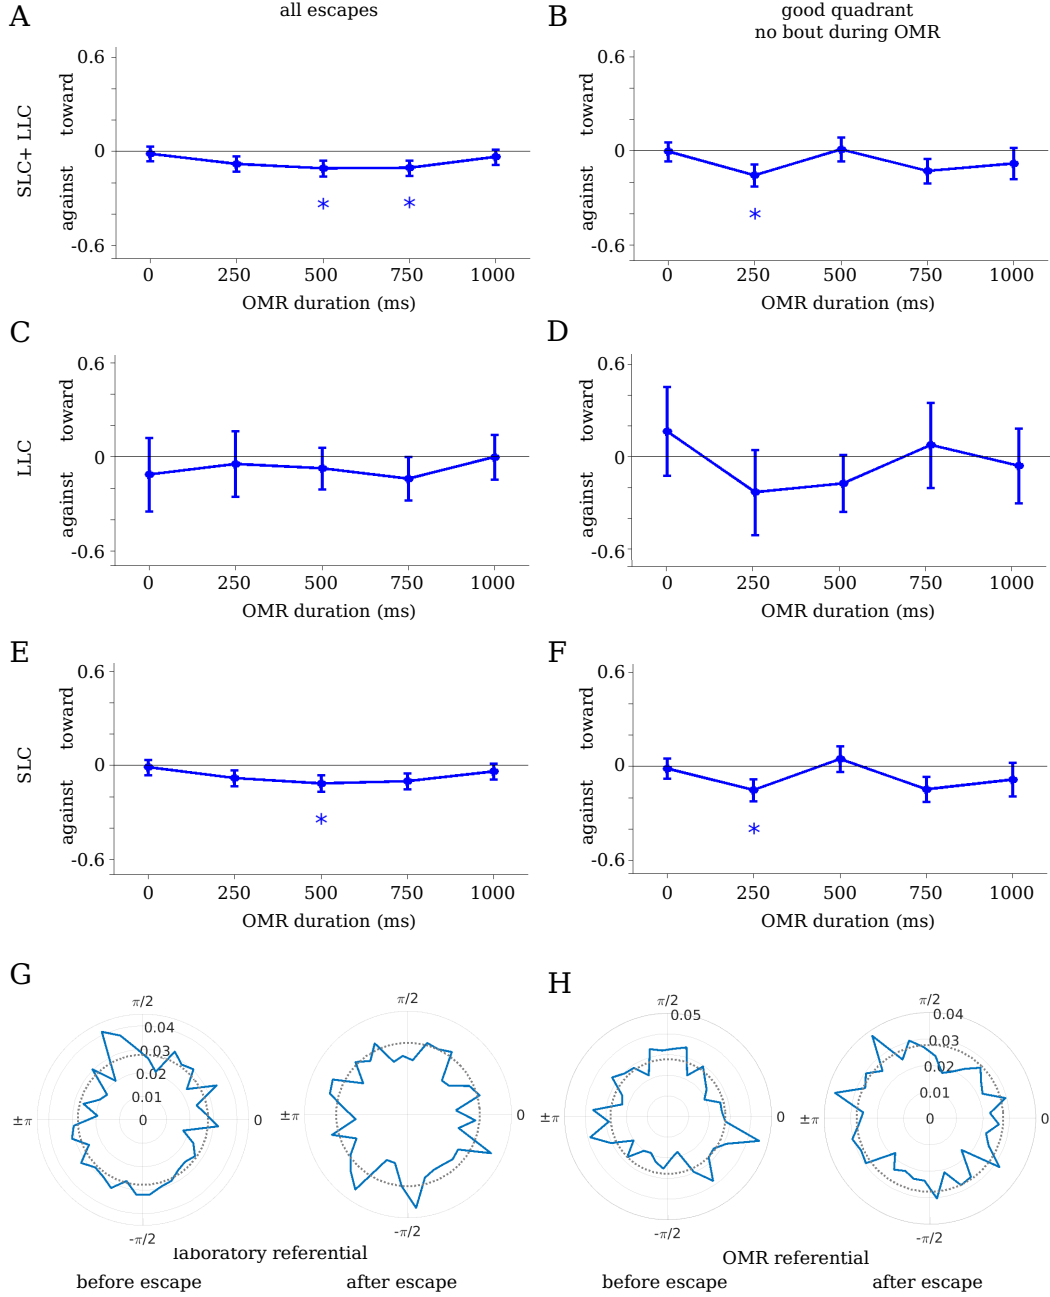 A
all escapes
B
good quadrant
no bout during OMR
SLC+ LLC
against toward
0.6
0
-0.6
*
*
0 250 500 750 1000
OMR duration (ms)
against toward
0.6
0
-0.6
*
0 250 500 750 1000
OMR duration (ms)
C
D
LLC
against toward
0.6
0
-0.6
0 250 500 750 1000
OMR duration (ms)
against toward
0.6
0
-0.6
0 250 500 750 1000
OMR duration (ms)
E
F
SLC
against toward
0.6
0
-0.6
*
0 250 500 750 1000
OMR duration (ms)
against toward
0.6
0
-0.6
*
0 250 500 750 1000
OMR duration (ms)
G
π/2
0.04
0.03
0.02
0.01
±π 0 0
-π/2
π/2
±π 0
-π/2
laboratory referential
before escape after escape
H
π/2
0.05
±π 0
-π/2
π/2
0.04
0.03
0.02
0.01
±π 0 0
-π/2
OMR referential
before escape after escape